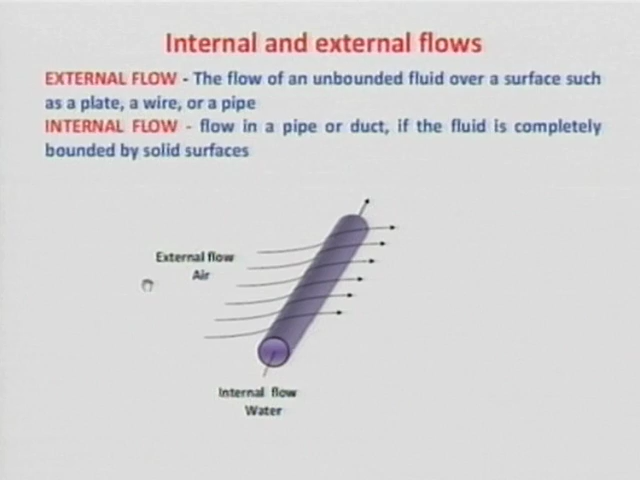 Internal and external flows
EXTERNAL FLOW - The flow of an unbounded fluid over a surface such
as a plate, a wire, or a pipe
INTERNAL FLOW - flow in a pipe or duct, if the fluid is completely
bounded by solid surfaces
External flow
Air
Internal flow
Water